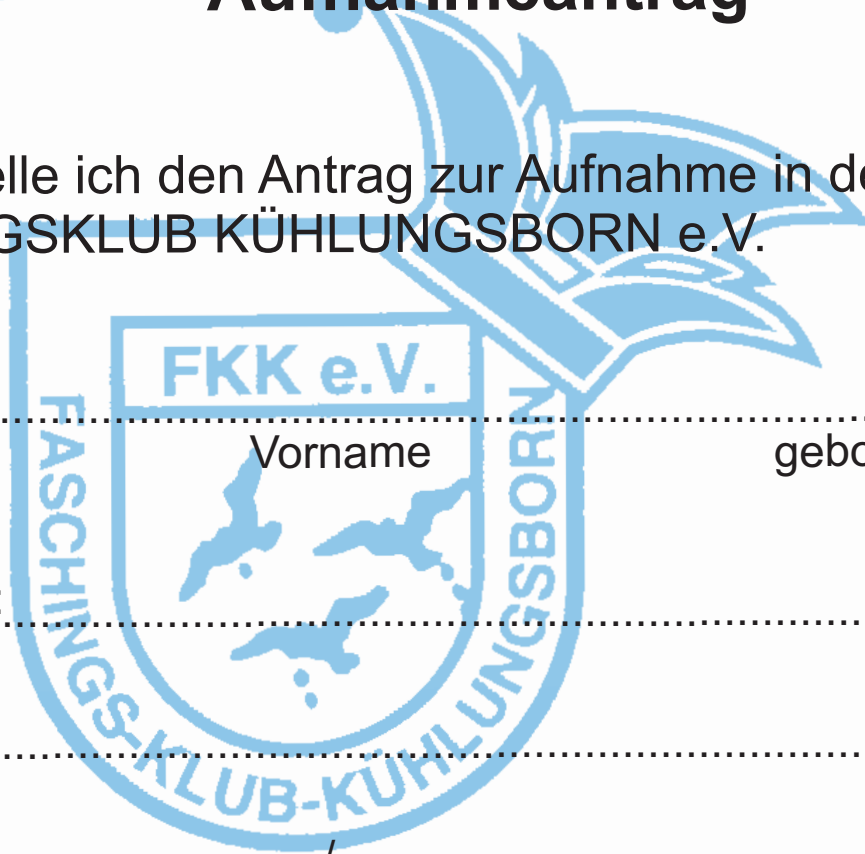 Aufnahmeantrag
elle ich den Antrag zur Aufnahme in de
GSKLUB KÜHLUNGSBORN e.V.
FKK e.V.
FASCHINGS-KLUB-KÜHLUNGSBORN
Vorname gebo
:
/